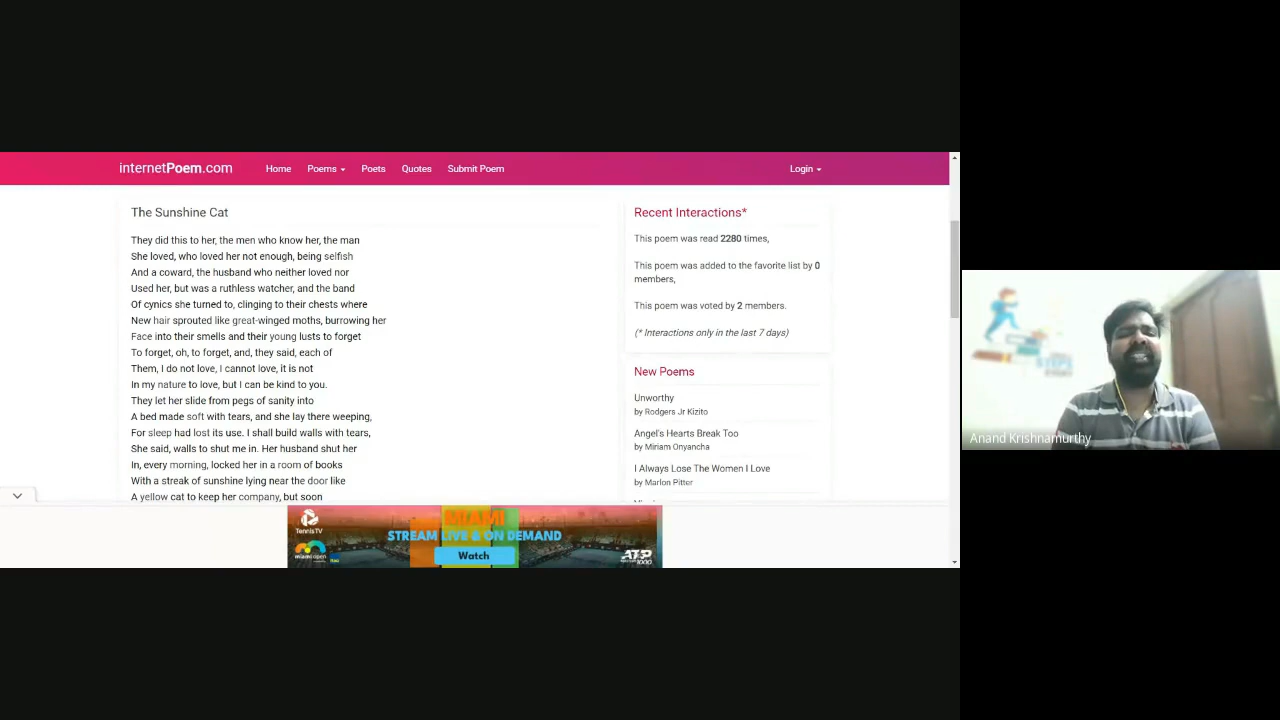 internetPoem.com Home Poems Poets Quotes Submit Poem Login
The Sunshine Cat
They did this to her, the men who know her, the man
She loved, who loved her not enough, being selfish
And a coward, the husband who neither loved nor
Used her, but was a ruthless watcher, and the band
Of cynics she turned to, clinging to their chests where
New hair sprouted like great-winged moths, burrowing her
Face into their smells and their young lusts to forget
To forget, oh, to forget, and, they said, each of
Them, I do not love, I cannot love, it is not
In my nature to love, but I can be kind to you.
They let her slide from pegs of sanity into
A bed made soft with tears, and she lay there weeping,
For sleep had lost its use. I shall build walls with tears,
She said, walls to shut me in. Her husband shut her
In, every morning, locked her in a room of books
With a streak of sunshine lying near the door like
A yellow cat to keep her company, but soon
Recent Interactions*
This poem was read 2280 times,
This poem was added to the favorite list by 0
members,
This poem was voted by 2 members.
(* Interactions only in the last 7 days)
New Poems
Unworthy
by Rodgers Jr Kizito
Angel's Hearts Break Too
by Miriam Onyancha
I Always Lose The Women I Love
by Marlon Pitter
TennisTV
miami open
MIAMI
STREAM LIVE & ON DEMAND
Watch
ATP
1000
Anand Krishnamurthy